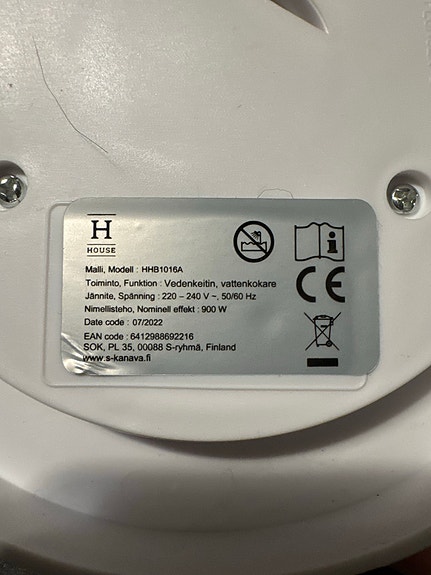 H
HOUSE
Malli, Modell : HHB1016A
Toiminto, Funktion : Vedenkeitin, vattenkokare
Jännite, Spänning : 220 – 240 V ~, 50/60 Hz
Nimellisteho, Nominell effekt : 900 W
Date code : 07/2022
EAN code : 6412988692216
SOK, PL 35, 00088 S-ryhmä, Finland
www.s-kanava.fi
i
CE